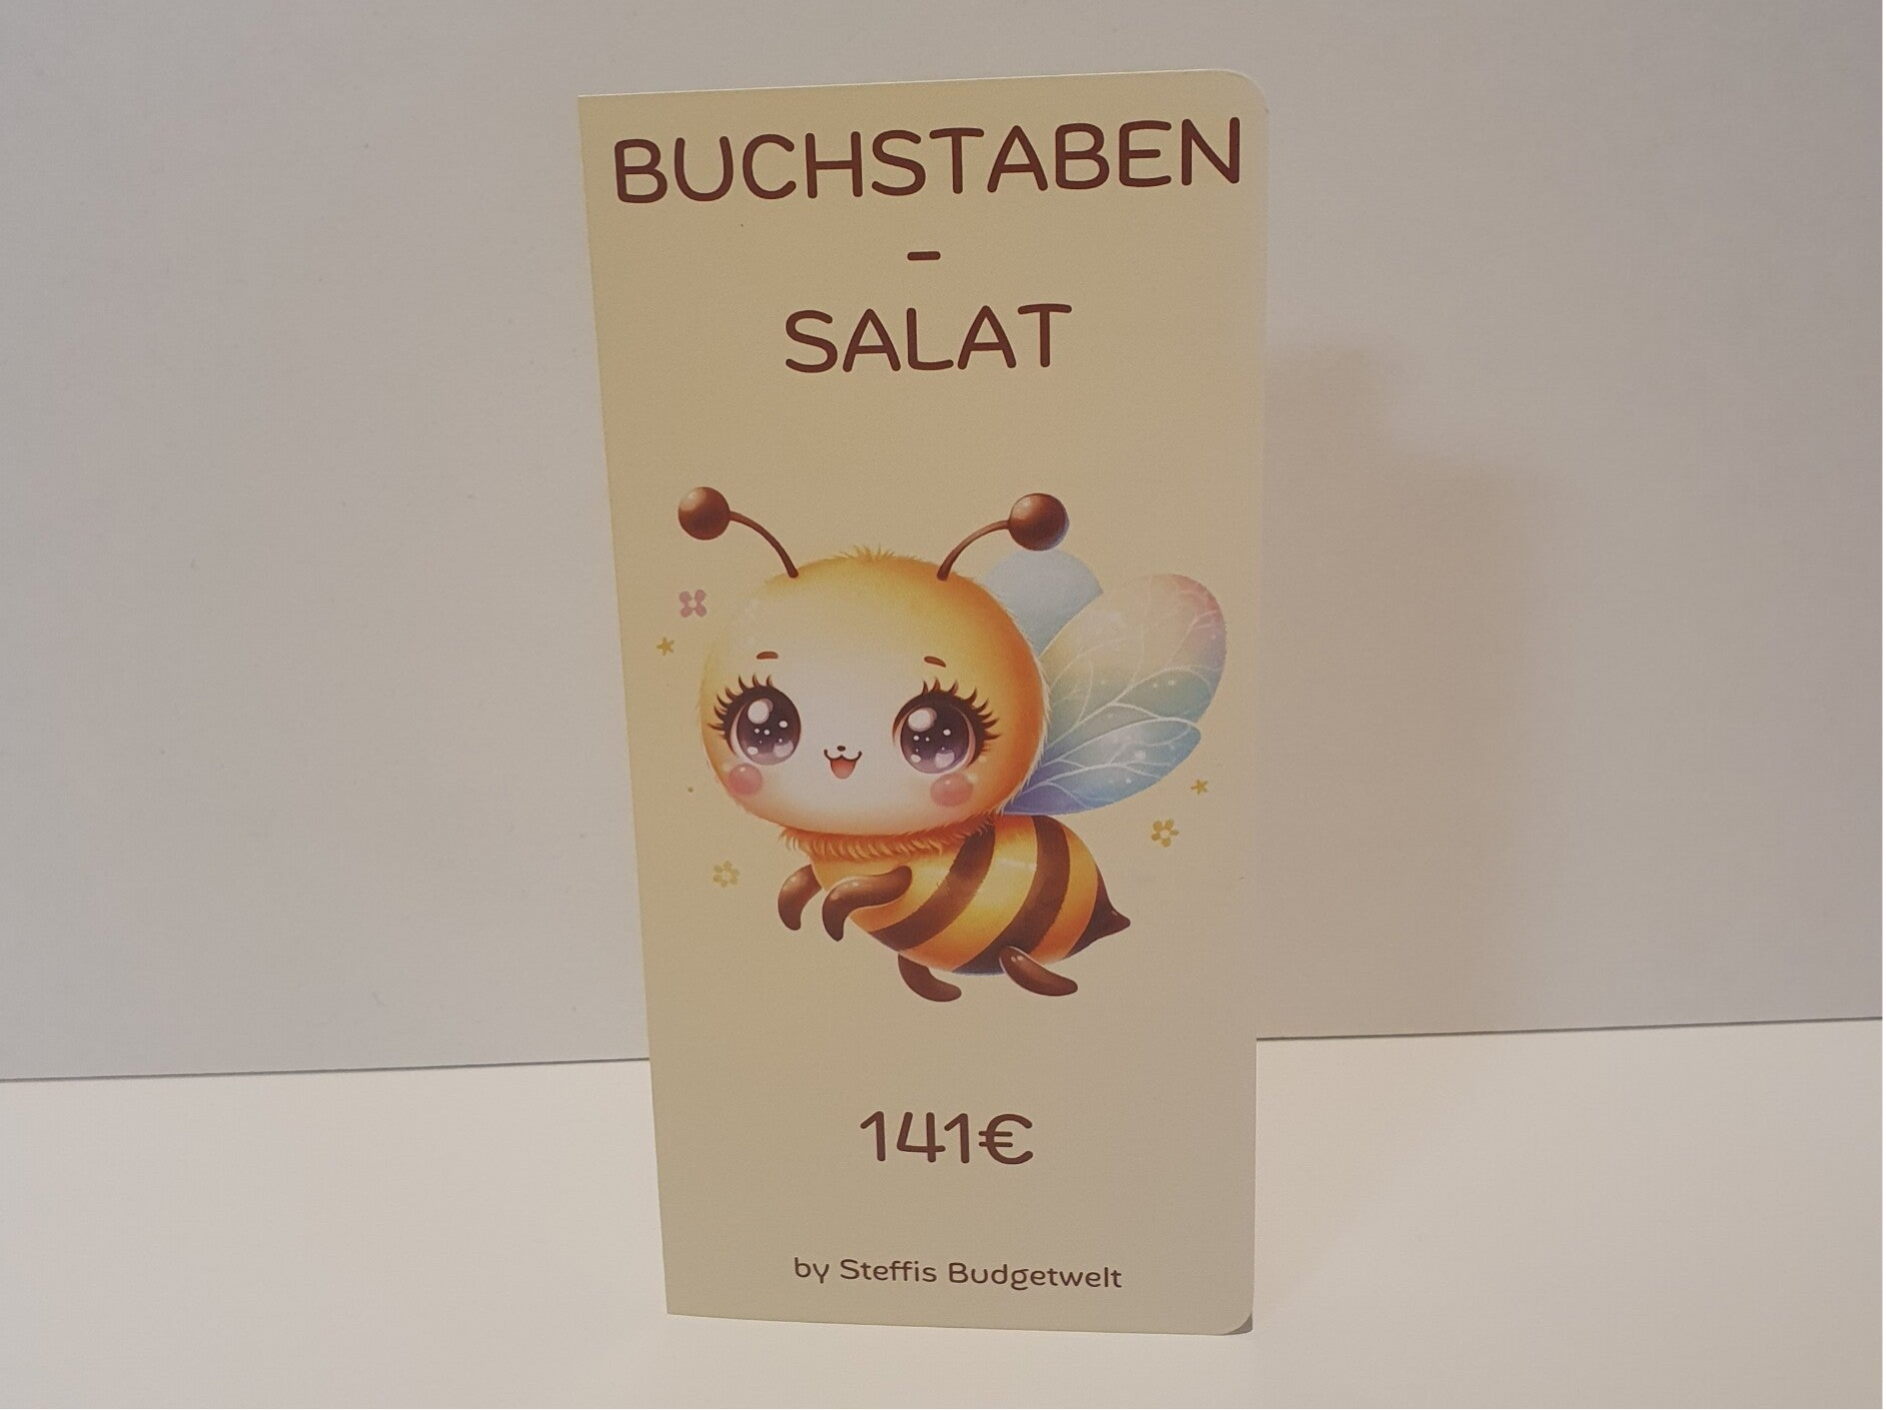 BUCHSTABEN
-
SALAT
141€
by Steffis Budgetwelt